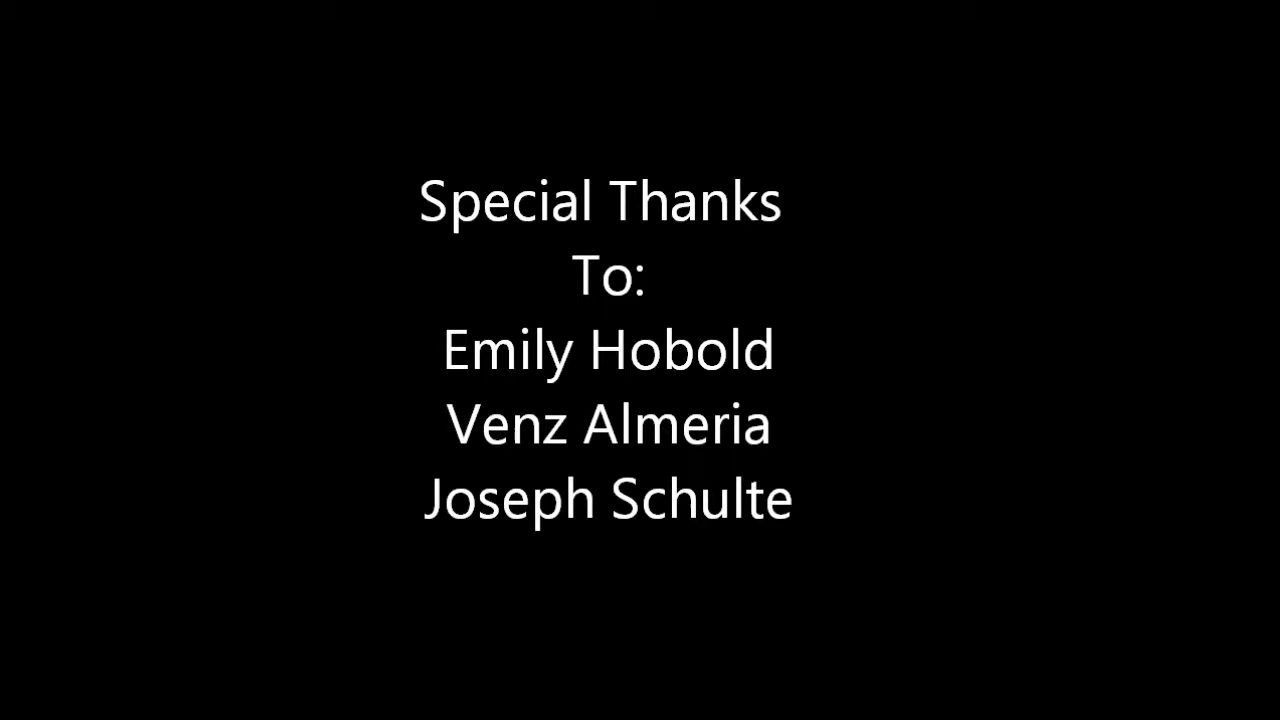 Special Thanks
To:
Emily Hobold
Venz Almeria
Joseph Schulte